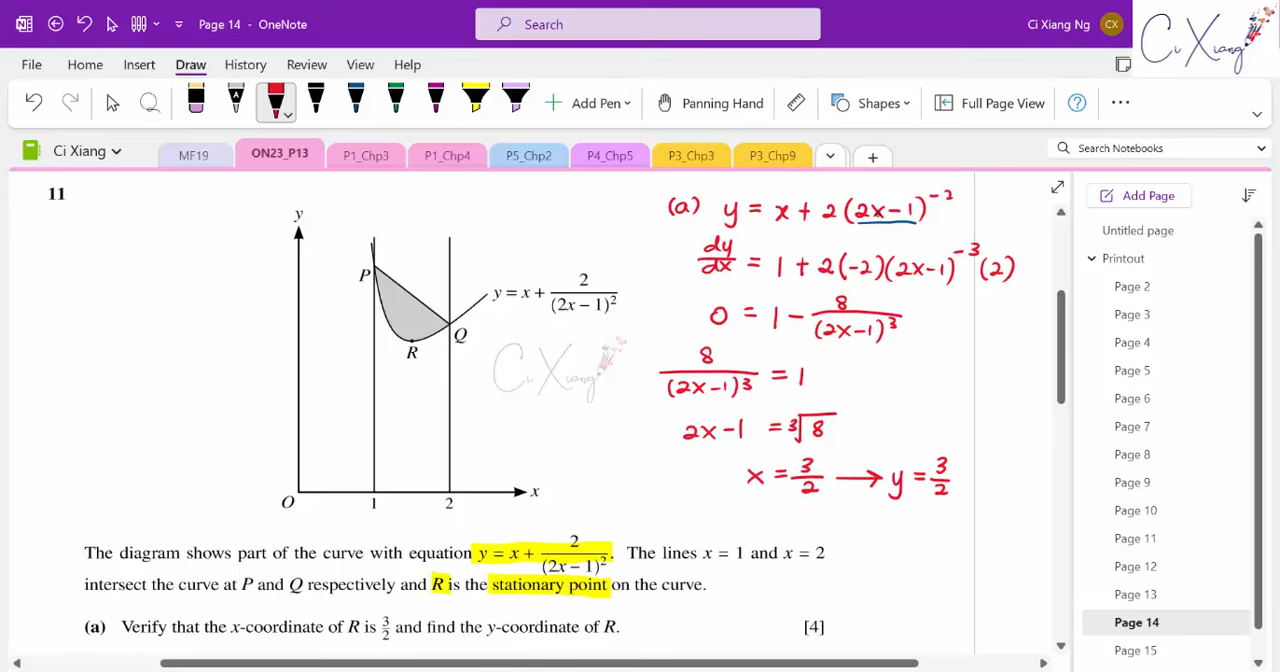 Page 14 - OneNote
Search
Ci Xiang Ng
CX
Ci Xiang
File Home Insert Draw History Review View Help
Add Pen
Panning Hand
Shapes
Full Page View
Ci Xiang
MF19
ON23_P13
P1_Chp3
P1_Chp4
P5_Chp2
P4_Chp5
P3_Chp3
P3_Chp9
Search Notebooks
Add Page
Untitled page
Printout
Page 2
Page 3
Page 4
Page 5
Page 6
Page 7
Page 8
Page 9
Page 10
Page 11
Page 12
Page 13
Page 14
Page 15
11
y
P
y = x + 2/(2x − 1)²
Q
R
Ci Xiang
O 1 2 x
(a) y = x + 2(2x−1)⁻²
dy/dx = 1 + 2(−2)(2x−1)⁻³(2)
0 = 1 − 8/(2x−1)³
8/(2x−1)³ = 1
2x−1 = ³√8
x = 3/2 → y = 3/2
The diagram shows part of the curve with equation y = x + 2/(2x − 1)². The lines x = 1 and x = 2
intersect the curve at P and Q respectively and R is the stationary point on the curve.
(a) Verify that the x-coordinate of R is 3/2 and find the y-coordinate of R. [4]